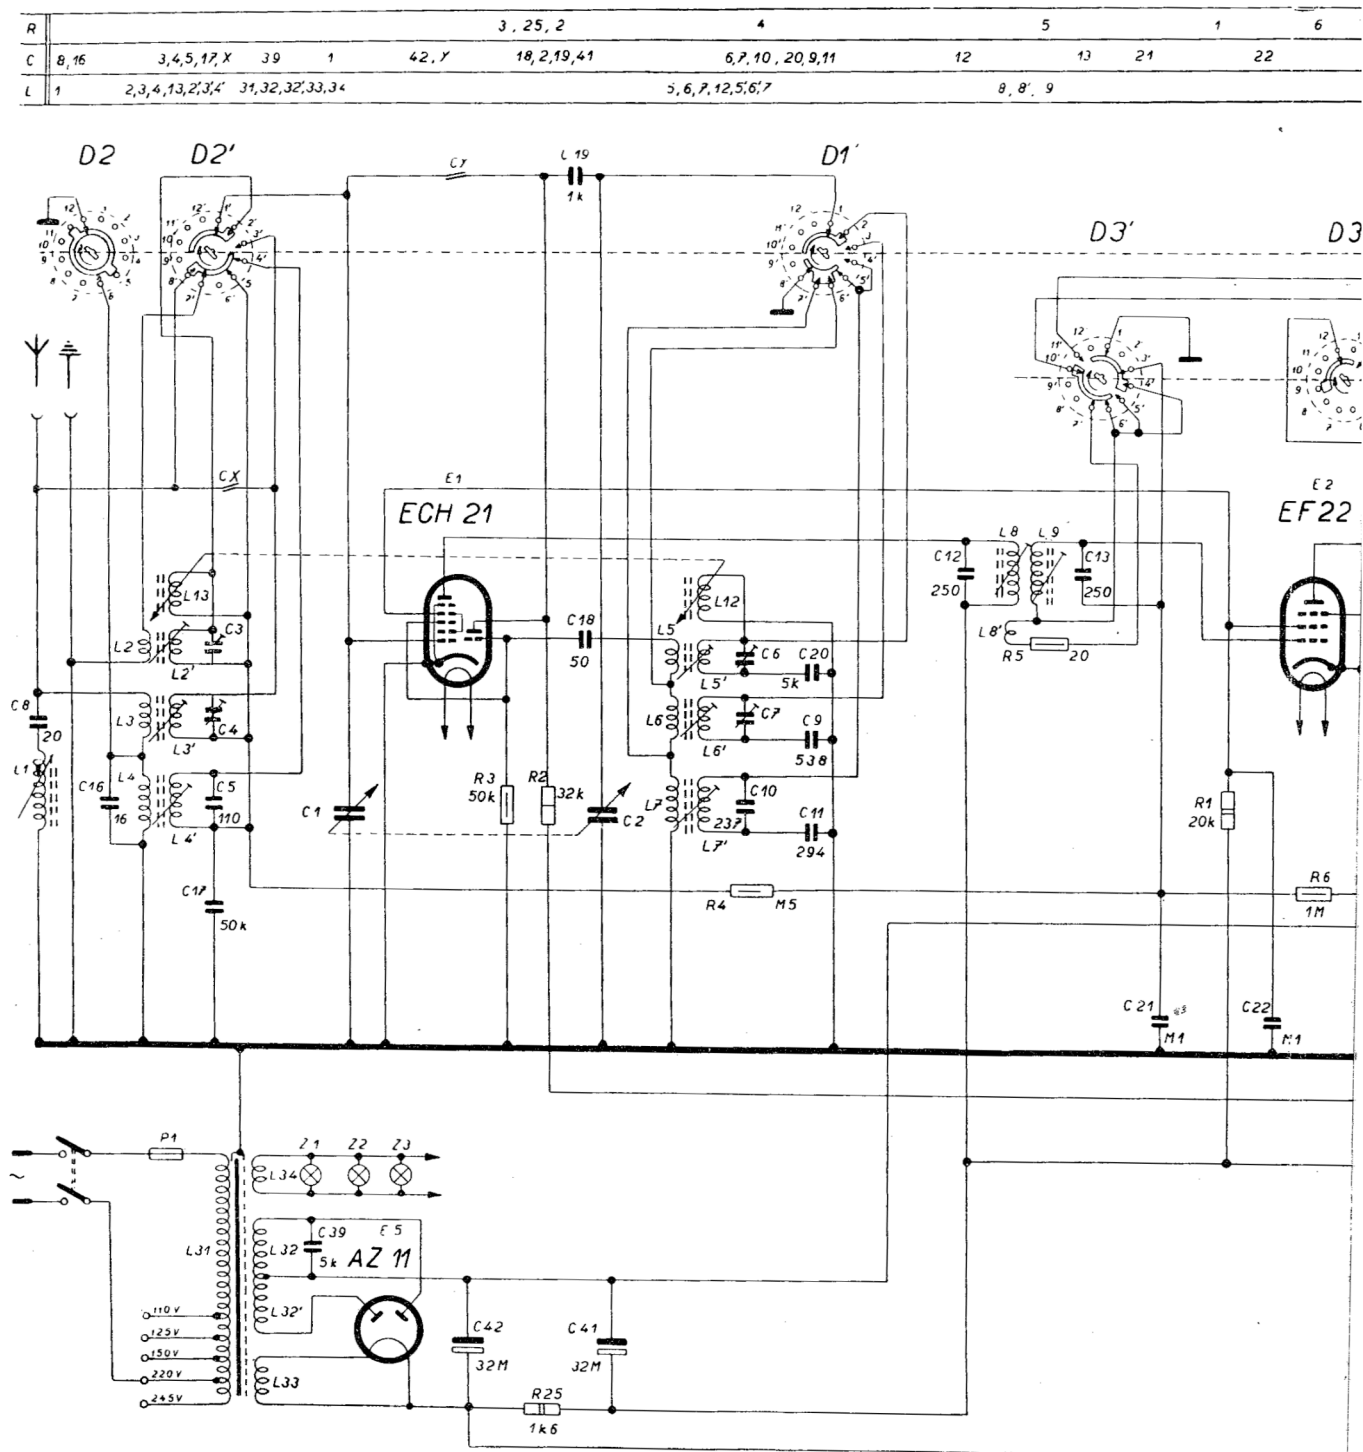 R 3, 25, 2 4 5 1 6
C 8,16 3,4,5,17,X 39 1 42,Y 18,2,19,41 6,7,10,20,9,11 12 13 21 22
L 1 2,3,4,13,2',3',4' 31,32,32',33,34 5,6,7,12,5',6',7' 8,8',9
D2 D2' CY C19 D1'
1k
D3' D3
CX E1 E2
ECH 21 EF22
L8 L9
C12 C13
250 250
L13 L12
C3 C18 L5 L8'
L2 50 C6 C20 R5 20
L2' L5' 5k
C8 L3 C4 L6 C7 C9
20 L3' L6' 538
L1 L4 C5 R3 R2 L7 C10 C11
C16 50k 32k R1
16 110 C1 C2 237 20k
L4' L7' 294
C17 R4 M5 R6
50k 1M
C21 C22
M1 M1
P1 Z1 Z2 Z3
~ L34
L31 L32 C39 E5
5k AZ 11
L32'
110V
125V C42 C41
150V 32M 32M
220V L33 R25
245V 1k6